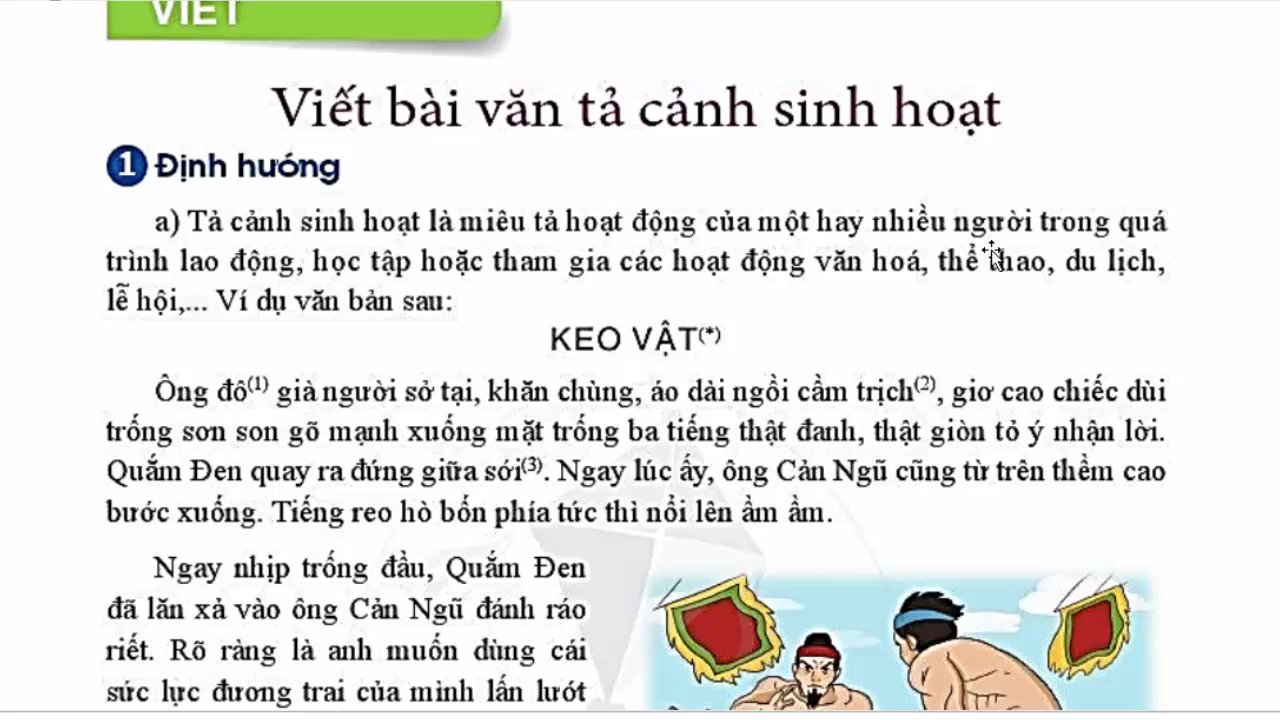 VIẾT
Viết bài văn tả cảnh sinh hoạt
1 Định hướng
a) Tả cảnh sinh hoạt là miêu tả hoạt động của một hay nhiều người trong quá
trình lao động, học tập hoặc tham gia các hoạt động văn hoá, thể thao, du lịch,
lễ hội,... Ví dụ văn bản sau:
KEO VẬT(*)
Ông đô(1) già người sở tại, khăn chùng, áo dài ngồi cầm trịch(2), giơ cao chiếc dùi
trống sơn son gõ mạnh xuống mặt trống ba tiếng thật đanh, thật giòn tỏ ý nhận lời.
Quắm Đen quay ra đứng giữa sới(3). Ngay lúc ấy, ông Cản Ngũ cũng từ trên thềm cao
bước xuống. Tiếng reo hò bốn phía tức thì nổi lên ầm ầm.
Ngay nhịp trống đầu, Quắm Đen
đã lăn xả vào ông Cản Ngũ đánh ráo
riết. Rõ ràng là anh muốn dùng cái
sức lực đương trai của mình lấn lướt